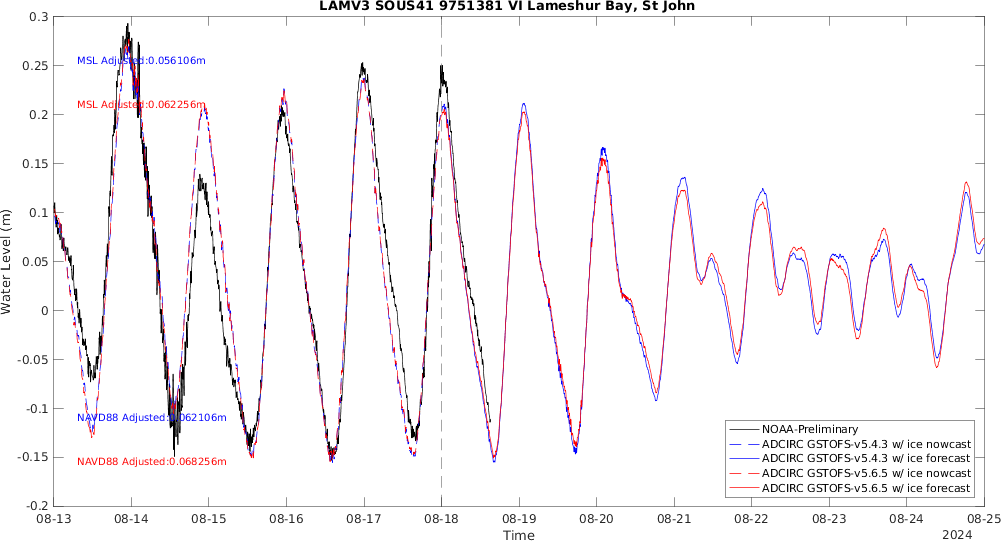 LAMV3 SOUS41 9751381 VI Lameshur Bay, St John
0.3
0.25
0.2
0.15
0.1
0.05
0
-0.05
-0.1
-0.15
-0.2
Water Level (m)
MSL Adjusted:0.056106m
MSL Adjusted:0.062256m
NAVD88 Adjusted:0.062106m
NAVD88 Adjusted:0.068256m
NOAA-Preliminary
ADCIRC GSTOFS-v5.4.3 w/ ice nowcast
ADCIRC GSTOFS-v5.4.3 w/ ice forecast
ADCIRC GSTOFS-v5.6.5 w/ ice nowcast
ADCIRC GSTOFS-v5.6.5 w/ ice forecast
08-13 08-14 08-15 08-16 08-17 08-18 08-19 08-20 08-21 08-22 08-23 08-24 08-25
Time
2024